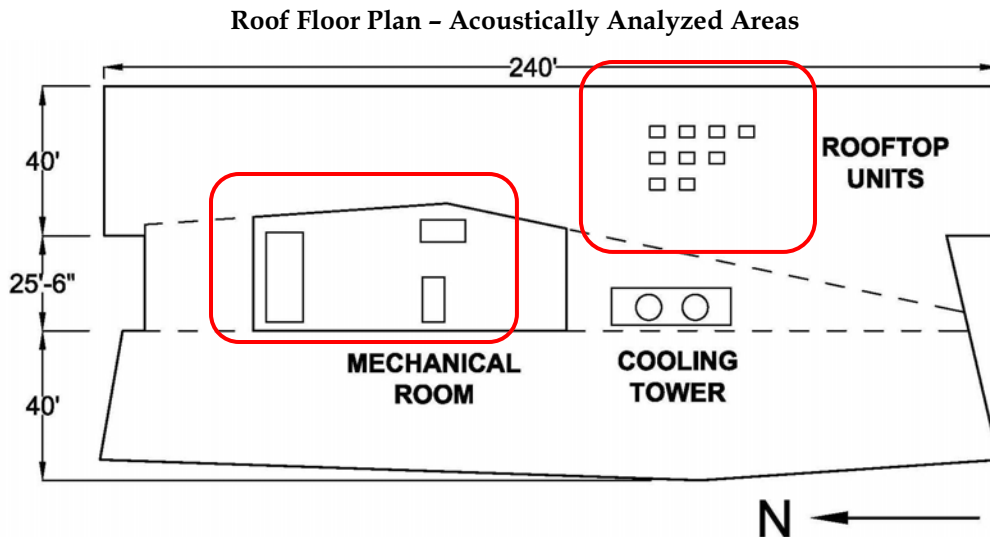 Roof Floor Plan – Acoustically Analyzed Areas
240'
40'
ROOFTOP
UNITS
25'-6"
MECHANICAL
ROOM
COOLING
TOWER
40'
N